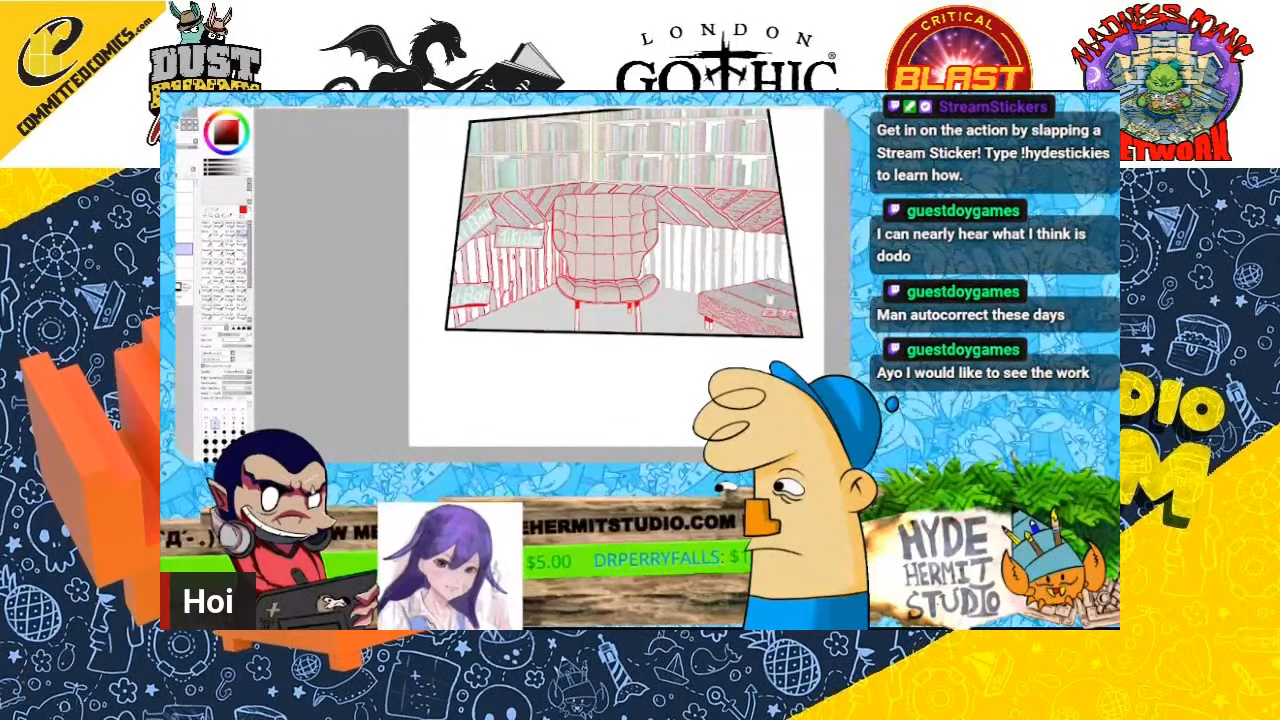 COMMITTEDCOMICS.com
DUST
LONDON
GOTHIC
CRITICAL
BLAST
MADNESS COMIC
NETWORK
StreamStickers
Get in on the action by slapping a
Stream Sticker! Type !hydestickies
to learn how.
guestdoygames
I can nearly hear what I think is
dodo
guestdoygames
Man autocorrect these days
guestdoygames
Ayo I would like to see the work
EHERMITSTUDIO.COM
$5.00 DRPERRYFALLS: $1
HYDE
HERMIT
STUDIO
Hoi